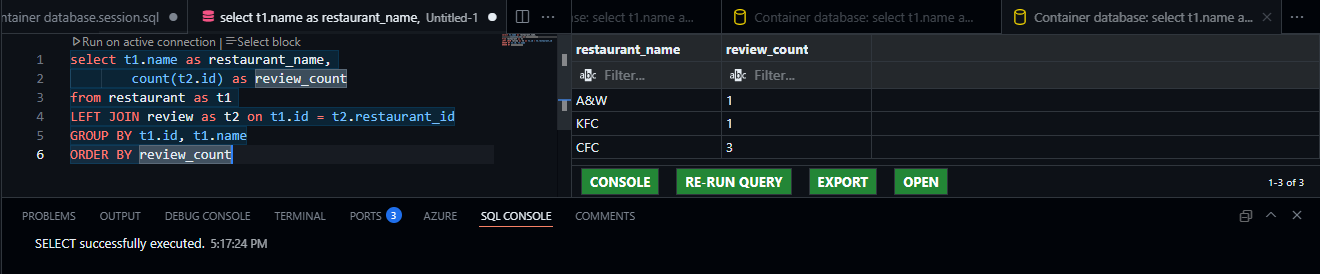 ntainer database.session.sql
select t1.name as restaurant_name, Untitled-1
Run on active connection | Select block
1 select t1.name as restaurant_name,
2 count(t2.id) as review_count
3 from restaurant as t1
4 LEFT JOIN review as t2 on t1.id = t2.restaurant_id
5 GROUP BY t1.id, t1.name
6 ORDER BY review_count
ase: select t1.name a...
Container database: select t1.name a...
Container database: select t1.name a...
restaurant_name review_count
abc Filter... abc Filter...
A&W 1
KFC 1
CFC 3
CONSOLE RE-RUN QUERY EXPORT OPEN 1-3 of 3
PROBLEMS OUTPUT DEBUG CONSOLE TERMINAL PORTS 3 AZURE SQL CONSOLE COMMENTS
SELECT successfully executed. 5:17:24 PM